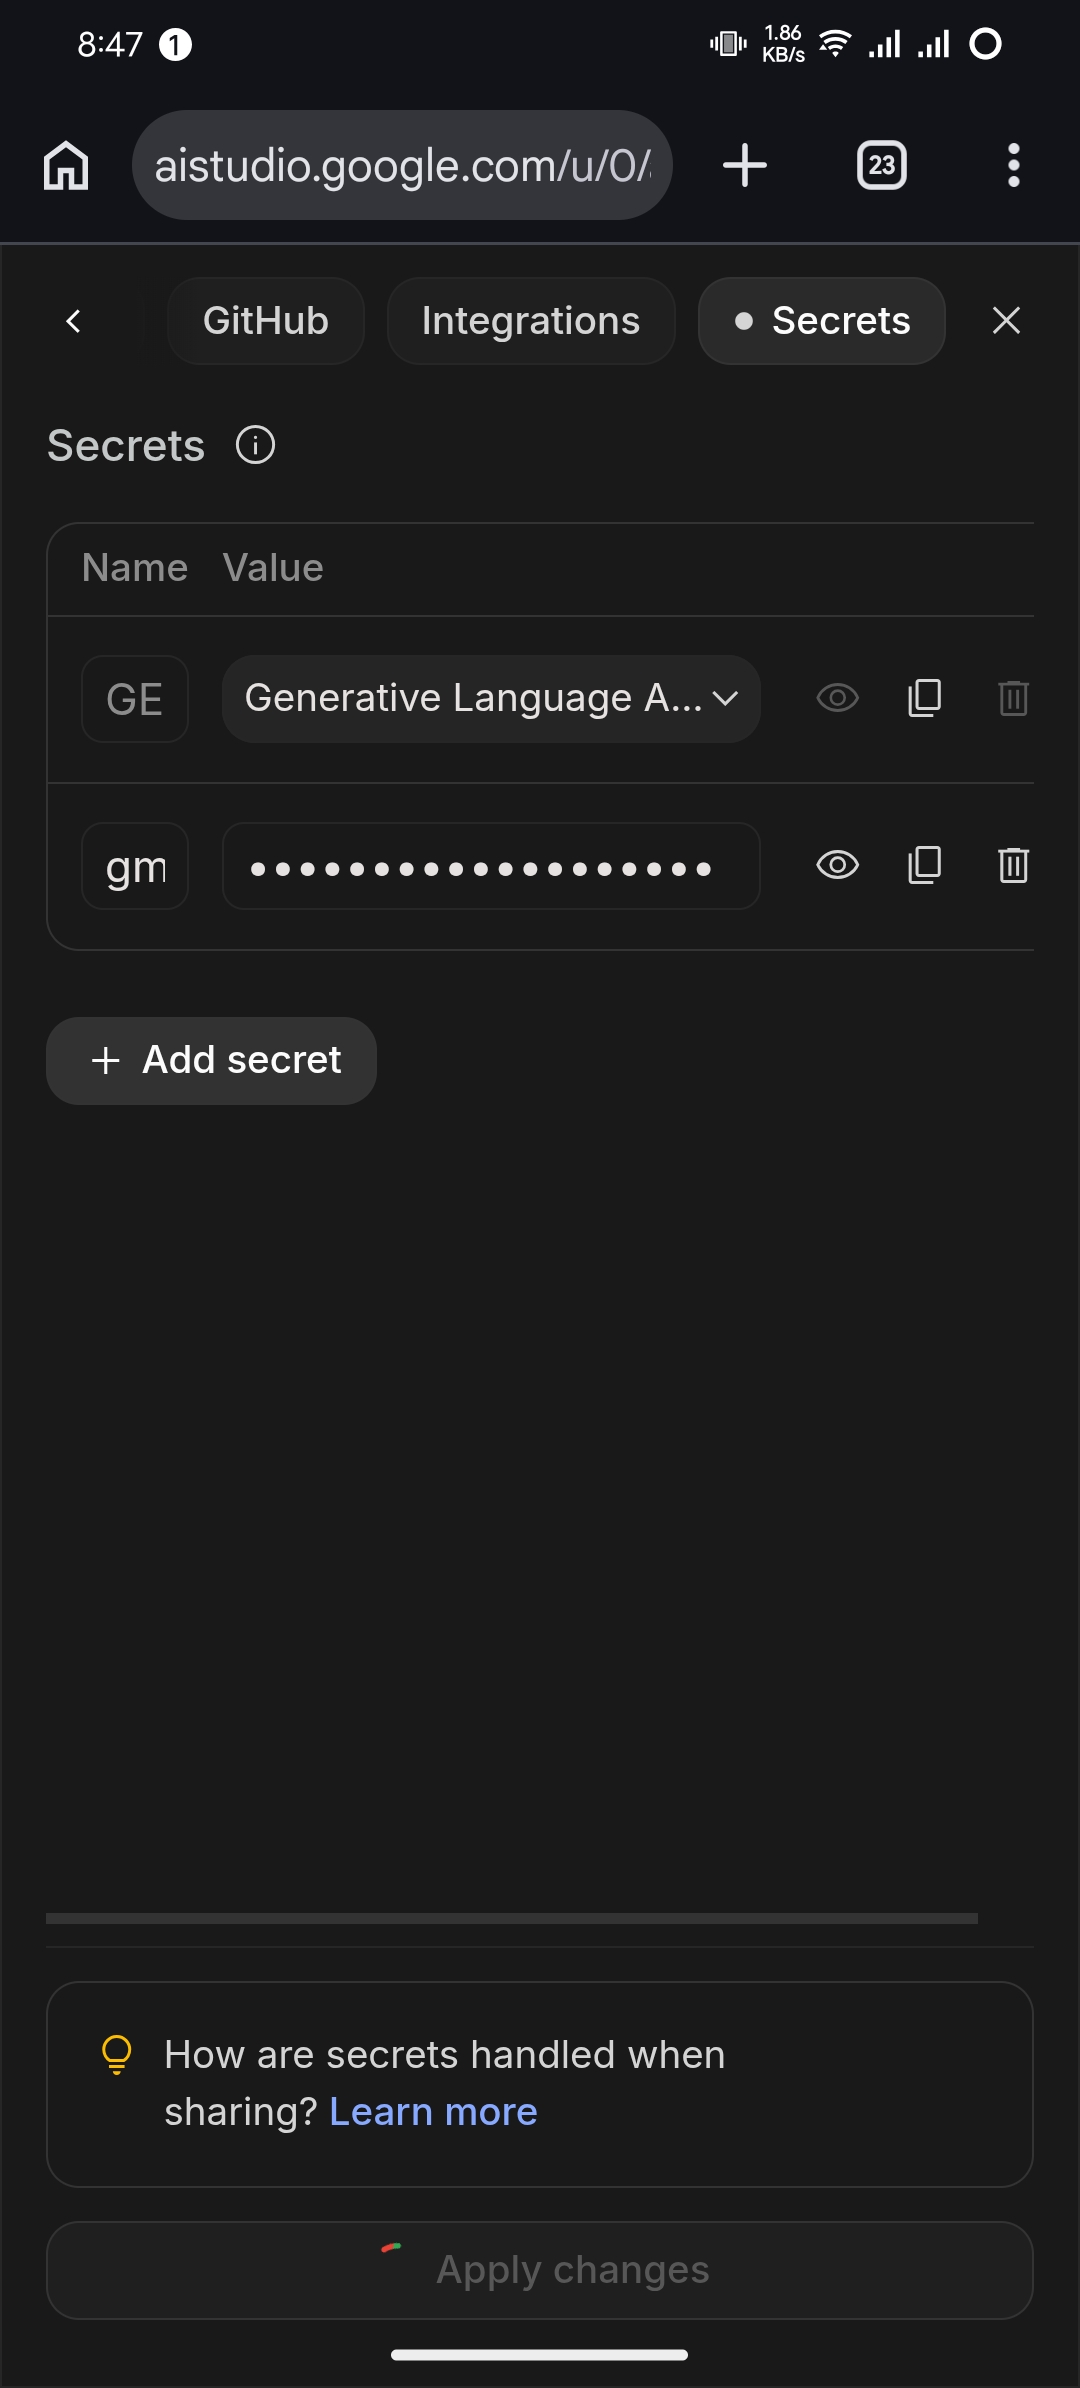 8:47 1 1.86 KB/s
aistudio.google.com/u/0/
23
GitHub Integrations Secrets
Secrets
Name Value
GE Generative Language A...
gm ●●●●●●●●●●●●●●●●●●●
+ Add secret
How are secrets handled when
sharing? Learn more
Apply changes